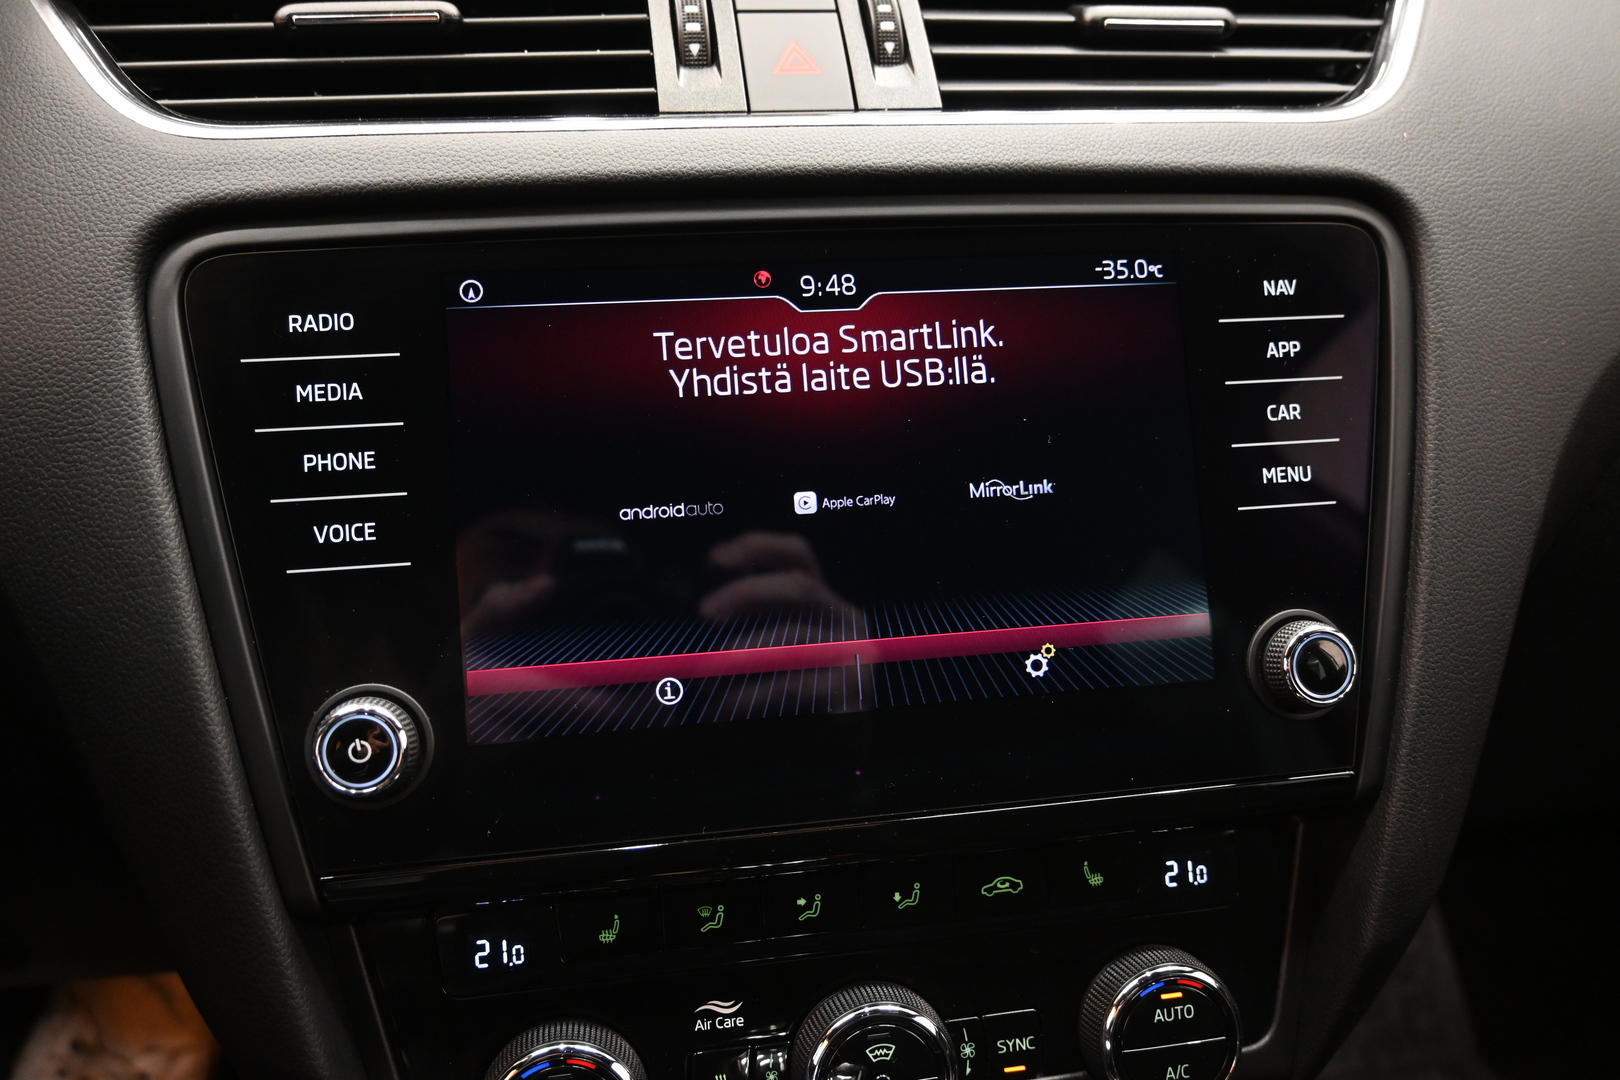 9:48
-35.0°C
RADIO
MEDIA
PHONE
VOICE
Tervetuloa SmartLink.
Yhdistä laite USB:llä.
androidauto
Apple CarPlay
MirrorLink
NAV
APP
CAR
MENU
21.0
21.0
Air Care
SYNC
AUTO
A/C